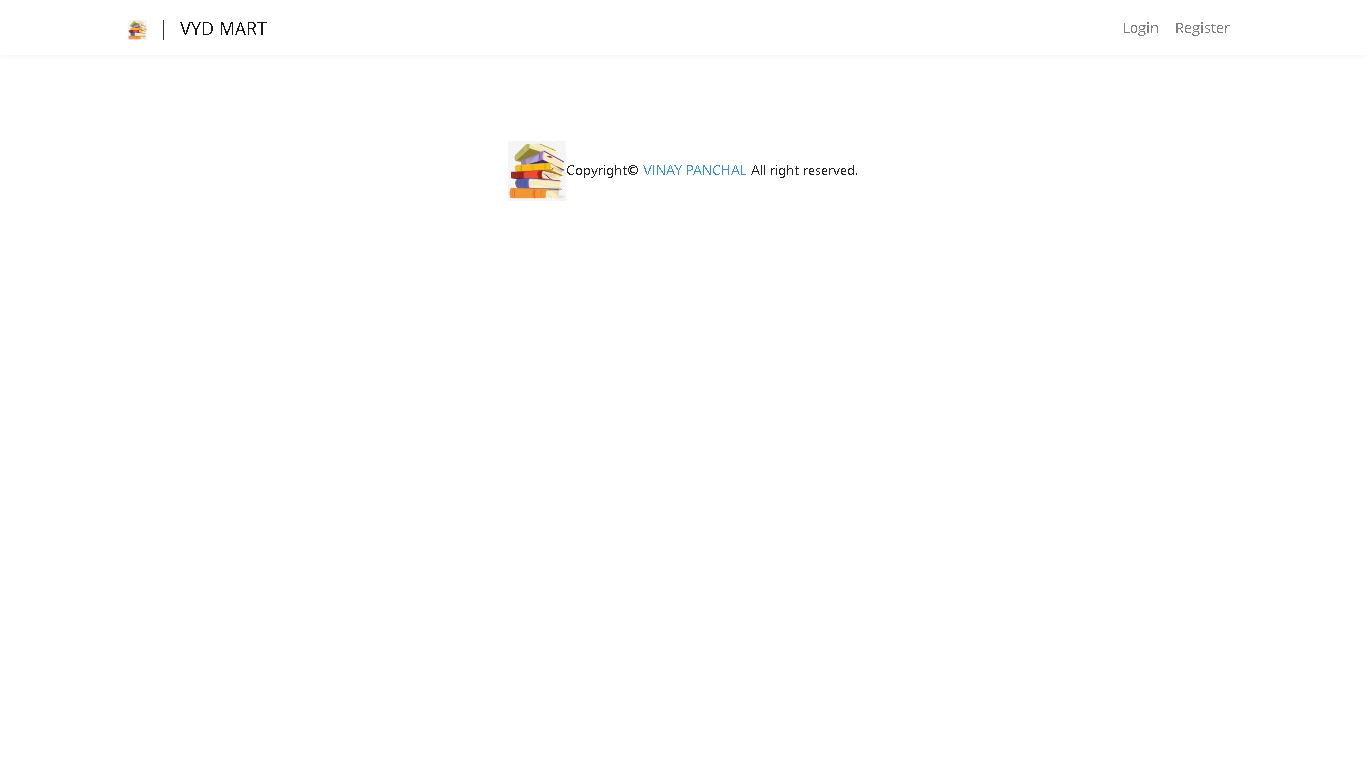 VYD MART
Login Register
Copyright© VINAY PANCHAL All right reserved.